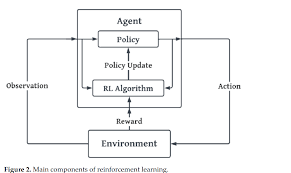 Agent
Policy
Policy Update
Observation
RL Algorithm
Action
Reward
Environment
Figure 2. Main components of reinforcement learning.